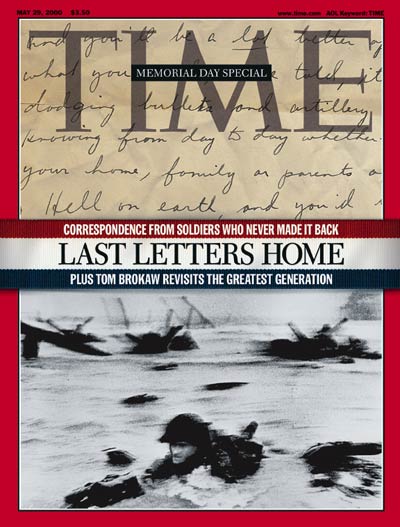 MAY 29, 2000 $3.50 www.time.com AOL Keyword: TIME
TIME
MEMORIAL DAY SPECIAL
and you'll be a lot better
what you told, it
dodging bullets and artillery
knowing from day to day whether
your home, family or parents
Hell on earth, and you'd
CORRESPONDENCE FROM SOLDIERS WHO NEVER MADE IT BACK
LAST LETTERS HOME
PLUS TOM BROKAW REVISITS THE GREATEST GENERATION